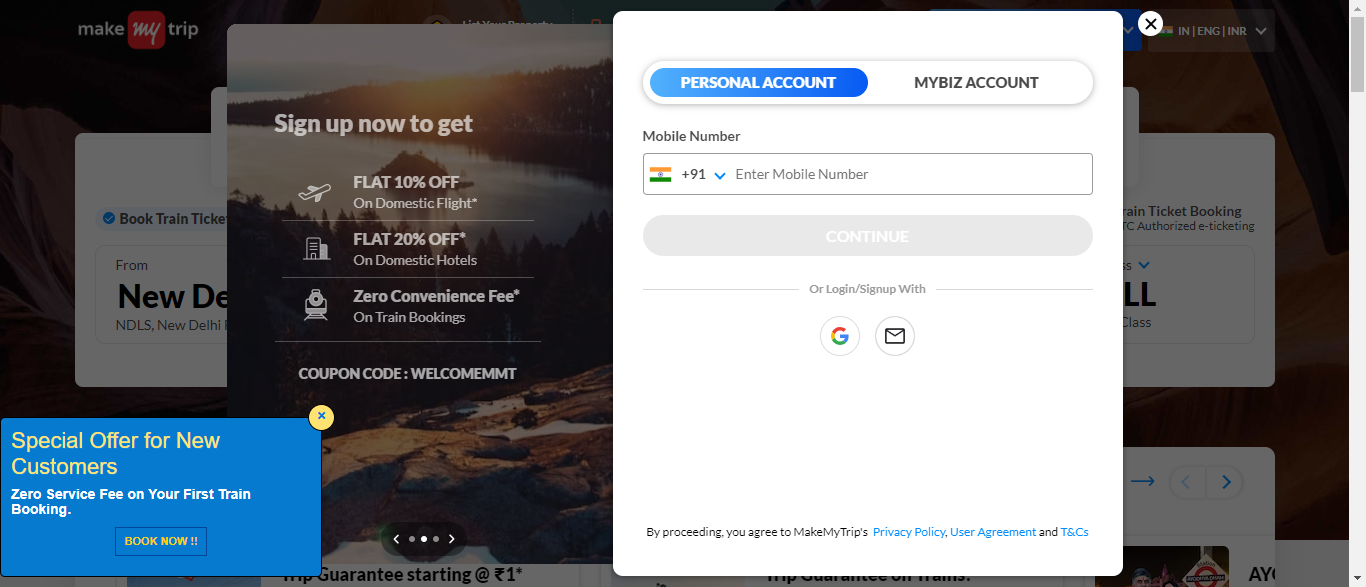 make my trip
List Your Property
IN | ENG | INR
Sign up now to get
FLAT 10% OFF
On Domestic Flight*
FLAT 20% OFF*
On Domestic Hotels
Zero Convenience Fee*
On Train Bookings
COUPON CODE : WELCOMEMMT
PERSONAL ACCOUNT
MYBIZ ACCOUNT
Mobile Number
+91 Enter Mobile Number
CONTINUE
Or Login/Signup With
By proceeding, you agree to MakeMyTrip's Privacy Policy, User Agreement and T&Cs
Book Train Ticke
From
New De
NDLS, New Delhi
rain Ticket Booking
TC Authorized e-ticketing
ss
LL
Class
Special Offer for New
Customers
Zero Service Fee on Your First Train
Booking.
BOOK NOW !!
Trip Guarantee starting @ ₹1*
Trip Guarantee on Trains!
AYO